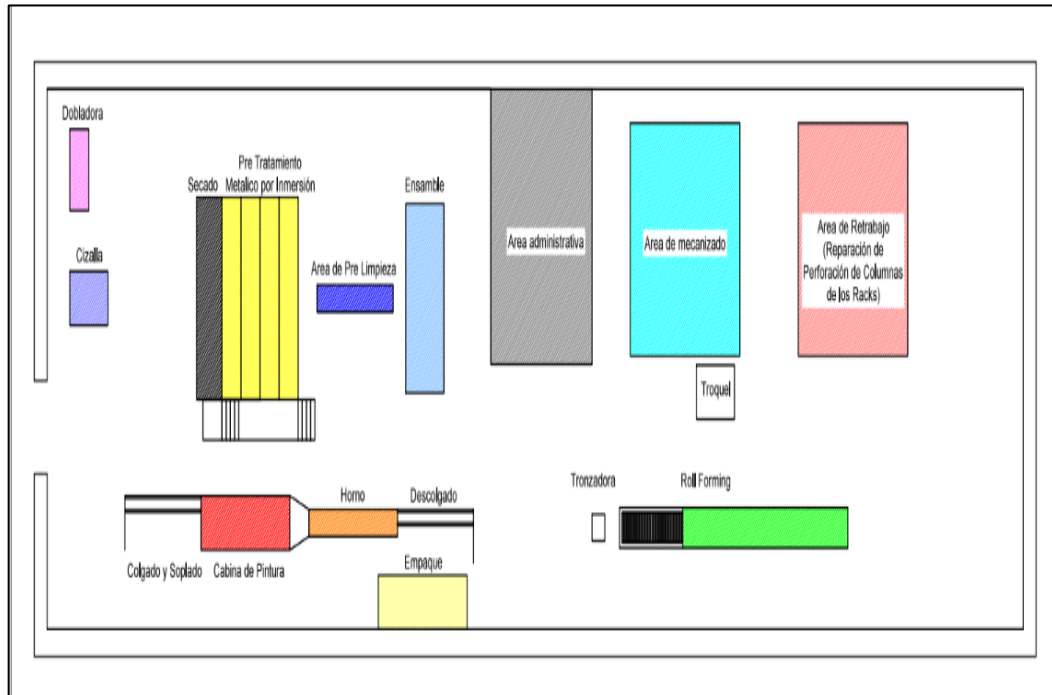 Dobladora
Cizalla
Secado
Pre Tratamiento
Metalico por Inmersión
Area de Pre Limpieza
Ensamble
Area administrativa
Area de mecanizado
Area de Retrabajo
(Reparación de
Perforación de Columnas
de los Racks)
Troquel
Colgado y Soplado
Cabina de Pintura
Horno
Descolgado
Empaque
Tronzadora
Roll Forming